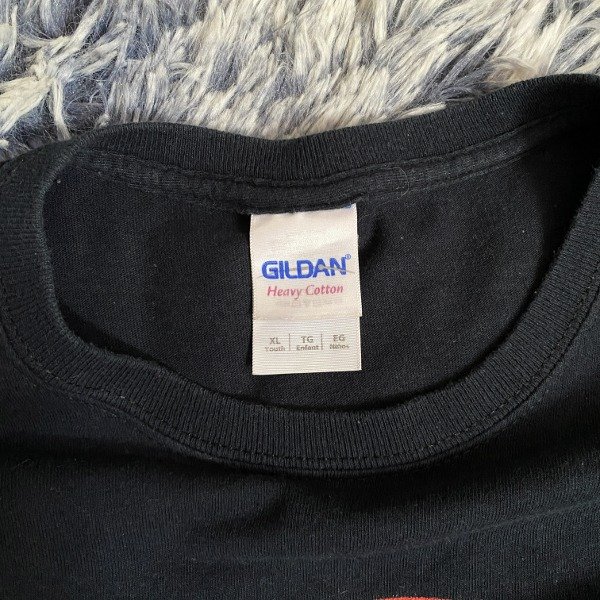 GILDAN®
Heavy Cotton
XL | TG | EG
Youth | Enfant | Niños